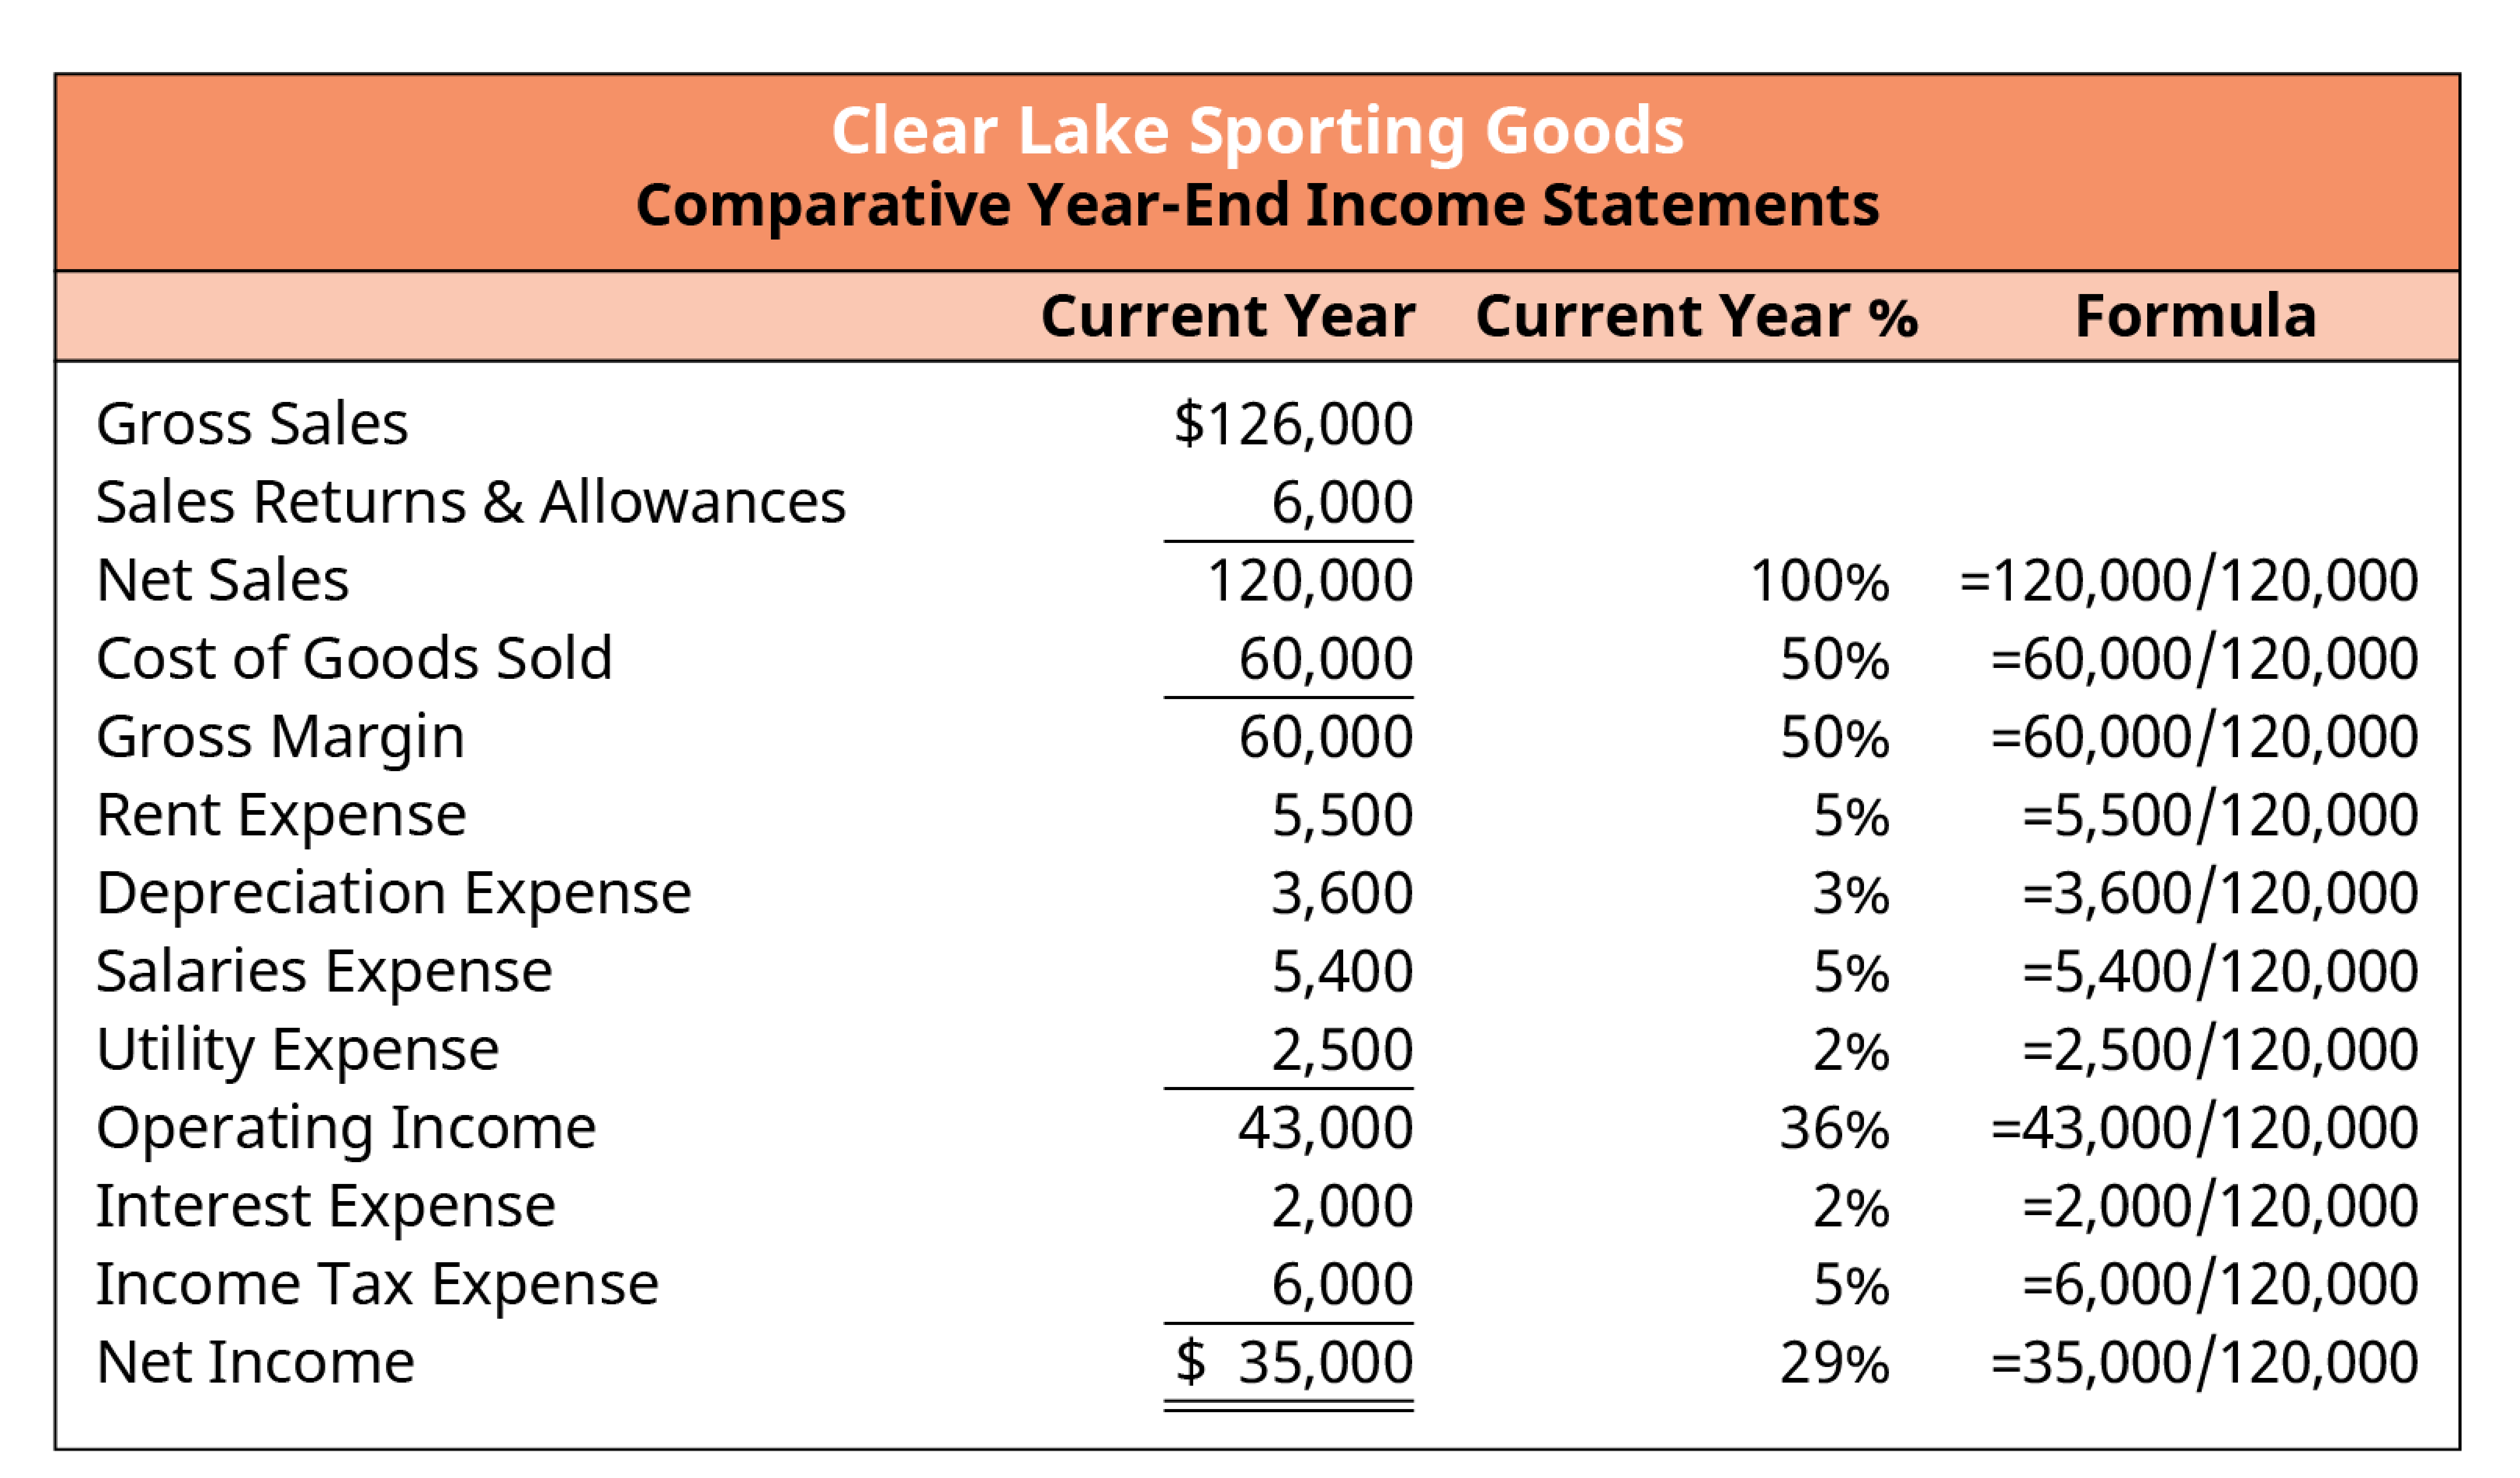 Clear Lake Sporting Goods
Comparative Year-End Income Statements
Current Year Current Year % Formula
Gross Sales $126,000
Sales Returns & Allowances 6,000
Net Sales 120,000 100% =120,000/120,000
Cost of Goods Sold 60,000 50% =60,000/120,000
Gross Margin 60,000 50% =60,000/120,000
Rent Expense 5,500 5% =5,500/120,000
Depreciation Expense 3,600 3% =3,600/120,000
Salaries Expense 5,400 5% =5,400/120,000
Utility Expense 2,500 2% =2,500/120,000
Operating Income 43,000 36% =43,000/120,000
Interest Expense 2,000 2% =2,000/120,000
Income Tax Expense 6,000 5% =6,000/120,000
Net Income $ 35,000 29% =35,000/120,000